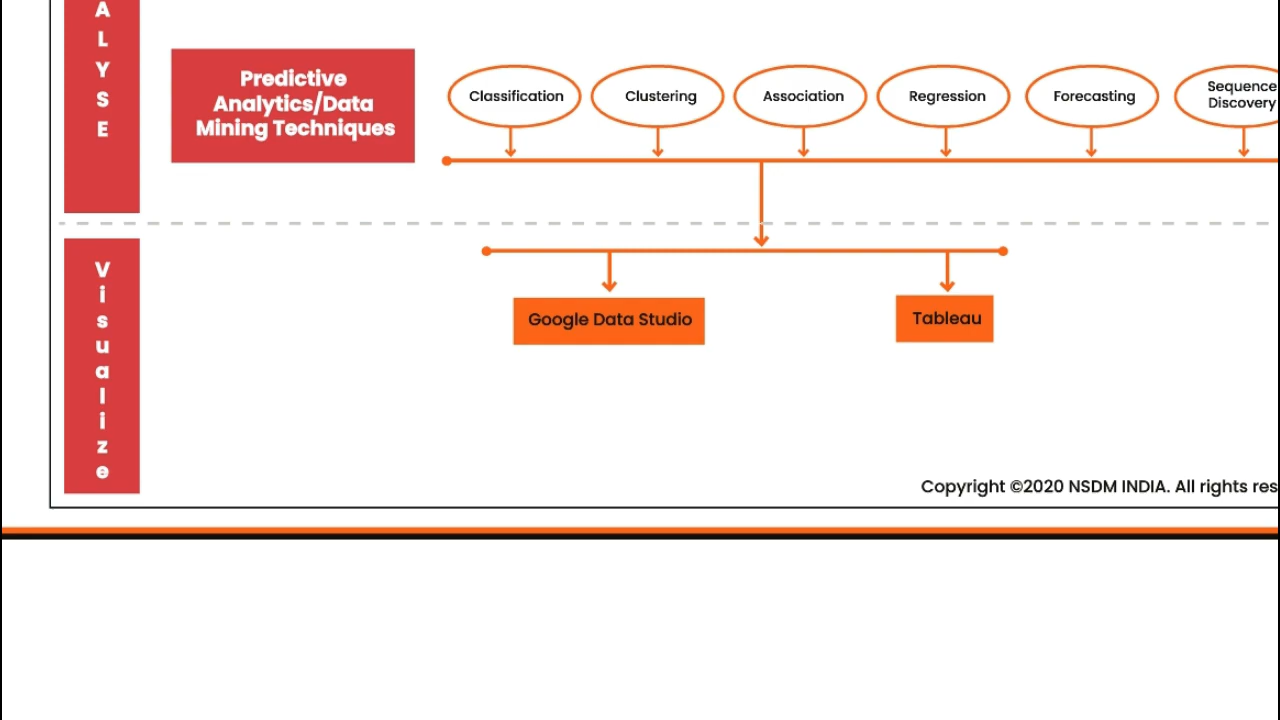 A
L
Y
S
E
Predictive
Analytics/Data
Mining Techniques
Classification
Clustering
Association
Regression
Forecasting
Sequence
Discovery
V
i
s
u
a
l
i
z
e
Google Data Studio
Tableau
Copyright ©2020 NSDM INDIA. All rights res